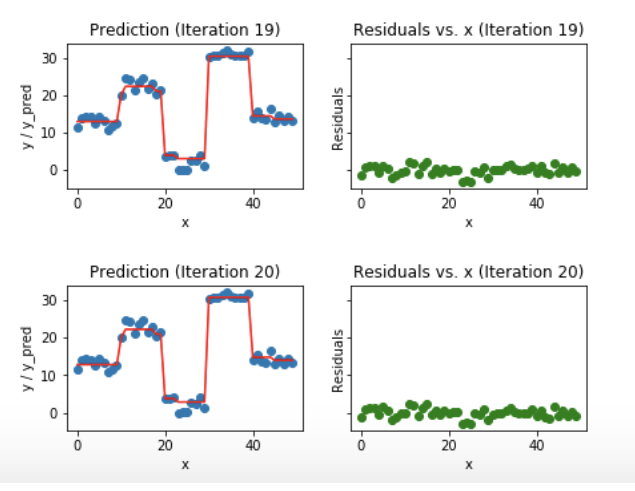 Prediction (Iteration 19)
Residuals vs. x (Iteration 19)
y / y_pred
30
20
10
0
0
20
40
x
Residuals
0
20
40
x
Prediction (Iteration 20)
Residuals vs. x (Iteration 20)
y / y_pred
30
20
10
0
0
20
40
x
Residuals
0
20
40
x